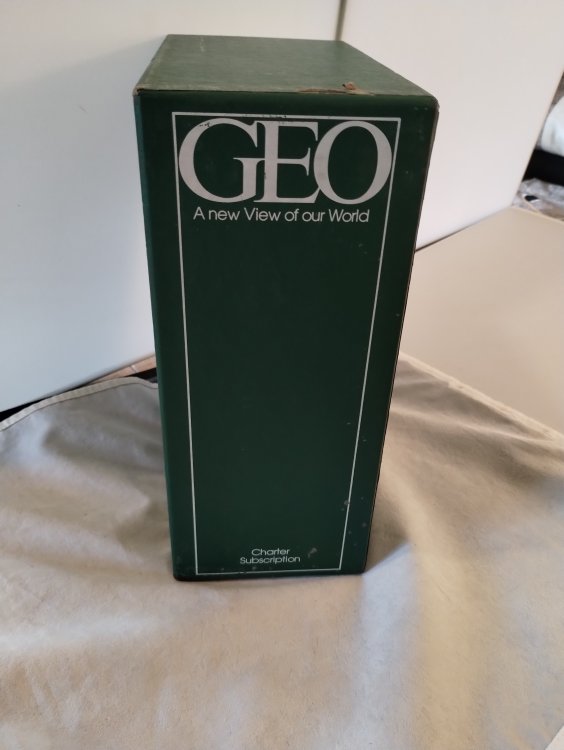 GEO
A new View of our World
Charter
Subscription